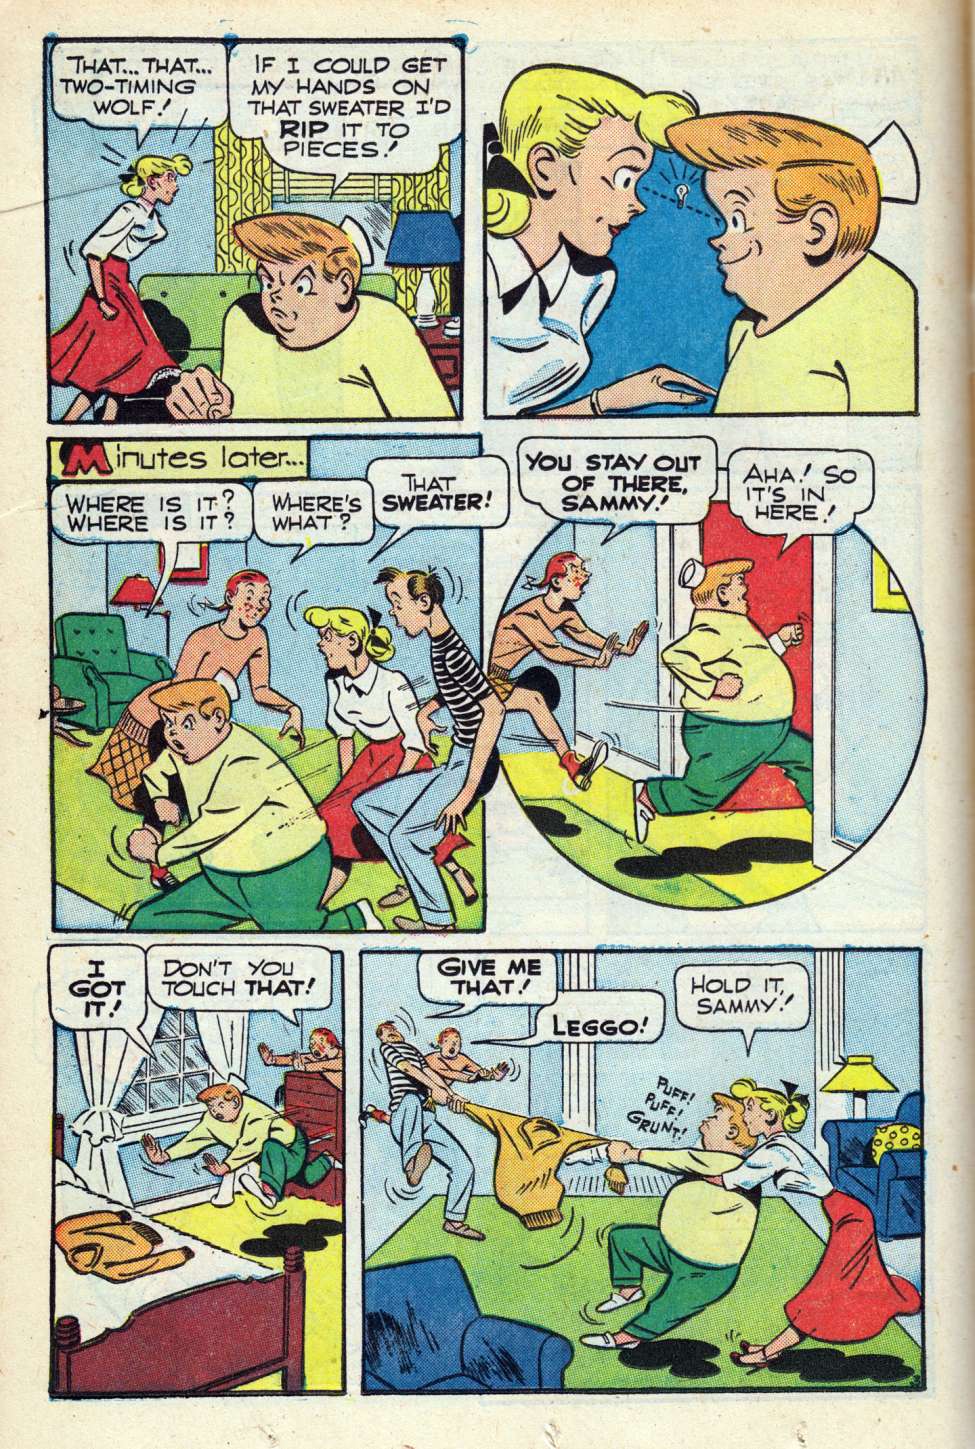 THAT...THAT...
TWO-TIMING
WOLF!
IF I COULD GET
MY HANDS ON
THAT SWEATER I'D
RIP IT TO
PIECES!
Minutes later...
WHERE IS IT?
WHERE IS IT?
WHERE'S
WHAT?
THAT
SWEATER!
YOU STAY OUT
OF THERE,
SAMMY!
AHA! SO
IT'S IN
HERE!
I
GOT
IT!
DON'T YOU
TOUCH THAT!
GIVE ME
THAT!
LEGGO!
HOLD IT,
SAMMY!
PUFF!
PUFF!
GRUNT!